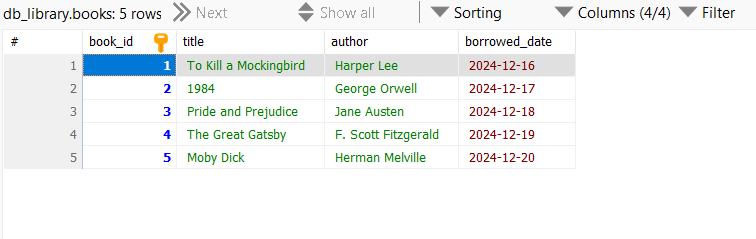 db_library.books: 5 rows Next Show all Sorting Columns (4/4) Filter
# book_id title author borrowed_date
1 1 To Kill a Mockingbird Harper Lee 2024-12-16
2 2 1984 George Orwell 2024-12-17
3 3 Pride and Prejudice Jane Austen 2024-12-18
4 4 The Great Gatsby F. Scott Fitzgerald 2024-12-19
5 5 Moby Dick Herman Melville 2024-12-20